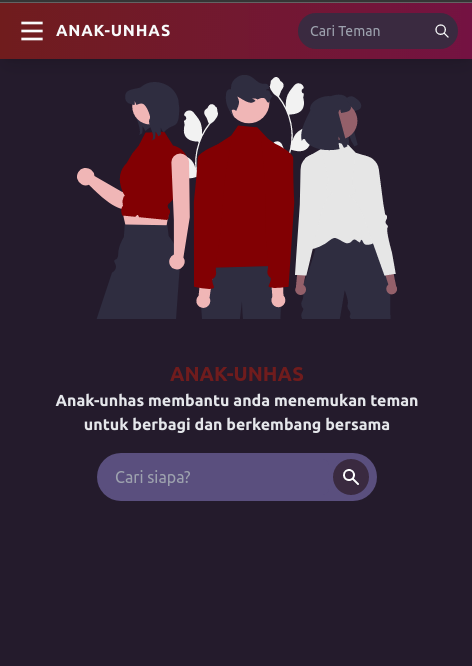 ANAK-UNHAS
Cari Teman
ANAK-UNHAS
Anak-unhas membantu anda menemukan teman
untuk berbagi dan berkembang bersama
Cari siapa?